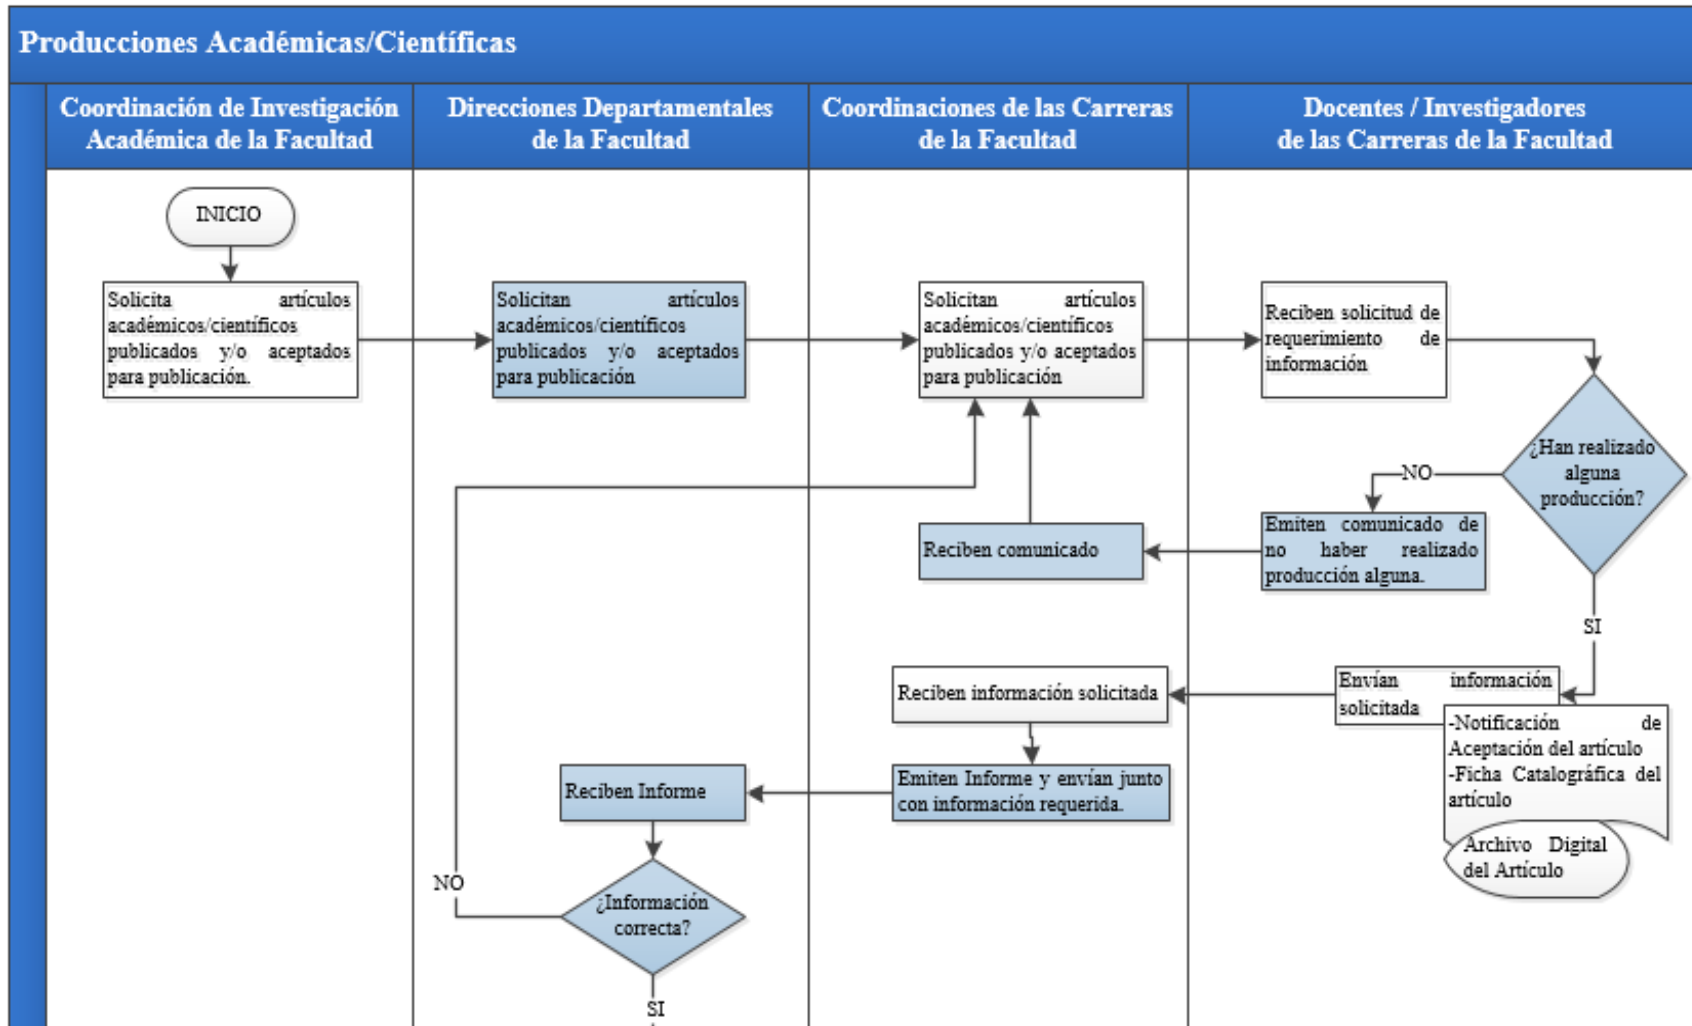 Producciones Académicas/Científicas
Coordinación de Investigación
Académica de la Facultad
Direcciones Departamentales
de la Facultad
Coordinaciones de las Carreras
de la Facultad
Docentes / Investigadores
de las Carreras de la Facultad
INICIO
Solicita artículos
académicos/científicos
publicados y/o aceptados
para publicación.
Solicitan artículos
académicos/científicos
publicados y/o aceptados
para publicación
Solicitan artículos
académicos/científicos
publicados y/o aceptados
para publicación
Reciben solicitud de
requerimiento de
información
¿Han realizado
alguna
producción?
NO
Emiten comunicado de
no haber realizado
producción alguna.
Reciben comunicado
SI
Envían información
solicitada
-Notificación de
Aceptación del artículo
-Ficha Catalográfica del
artículo
Archivo Digital
del Artículo
Reciben información solicitada
Emiten Informe y envían junto
con información requerida.
Reciben Informe
¿Información
correcta?
NO
SI